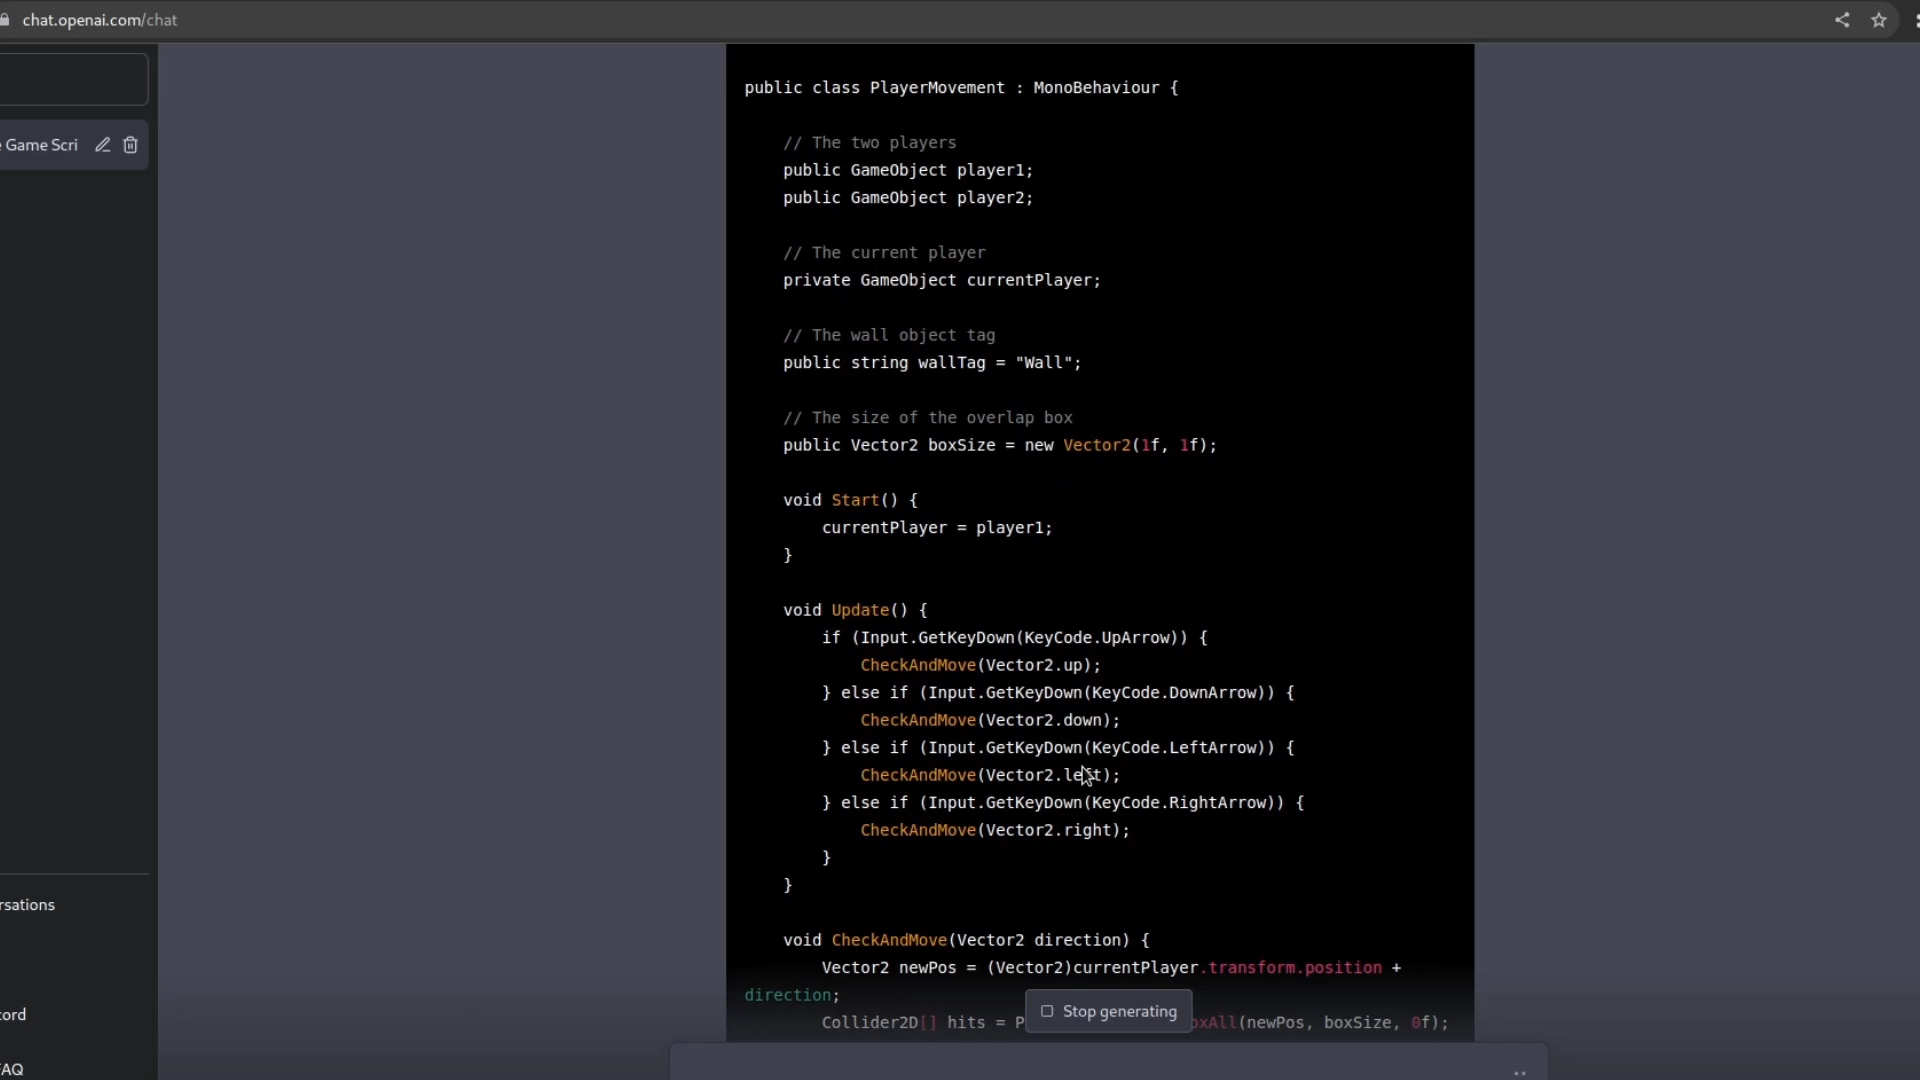 chat.openai.com/chat
public class PlayerMovement : MonoBehaviour {
// The two players
public GameObject player1;
public GameObject player2;
Game Scri
// The current player
private GameObject currentPlayer;
// The wall object tag
public string wallTag = "Wall";
// The size of the overlap box
public Vector2 boxSize = new Vector2(1f, 1f);
void Start() {
currentPlayer = player1;
}
void Update() {
if (Input.GetKeyDown(KeyCode.UpArrow)) {
CheckAndMove(Vector2.up);
} else if (Input.GetKeyDown(KeyCode.DownArrow)) {
CheckAndMove(Vector2.down);
} else if (Input.GetKeyDown(KeyCode.LeftArrow)) {
CheckAndMove(Vector2.left);
} else if (Input.GetKeyDown(KeyCode.RightArrow)) {
CheckAndMove(Vector2.right);
}
}
rsations
void CheckAndMove(Vector2 direction) {
Vector2 newPos = (Vector2)currentPlayer.transform.position +
direction;
Stop generating
Collider2D[] hits = P oxAll(newPos, boxSize, 0f);
cord
FAQ